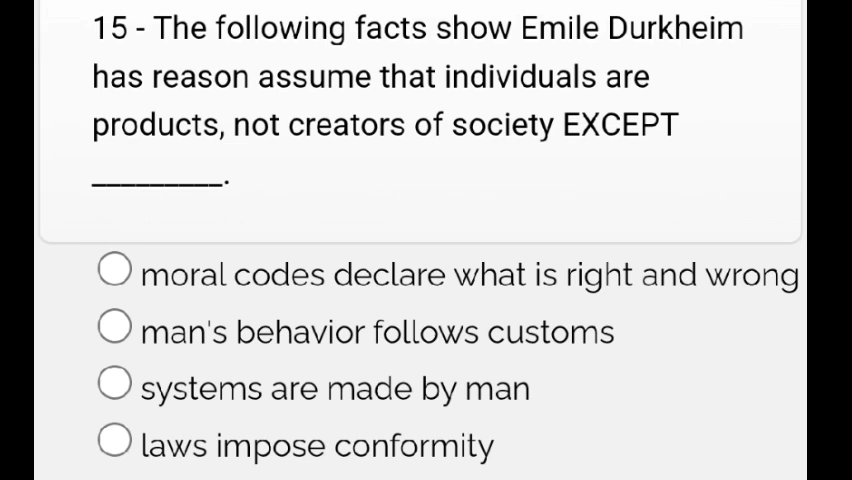 15 - The following facts show Emile Durkheim
has reason assume that individuals are
products, not creators of society EXCEPT
_________.
moral codes declare what is right and wrong
man's behavior follows customs
systems are made by man
laws impose conformity